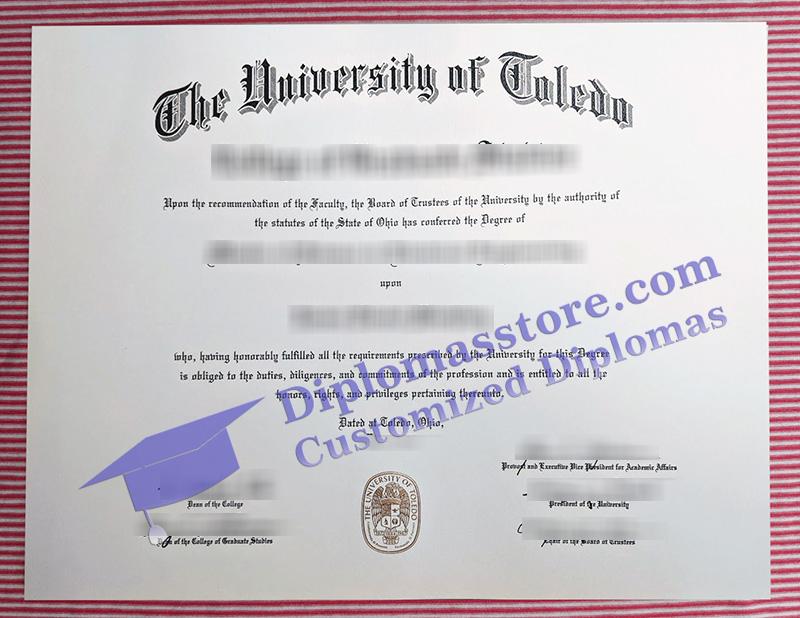 The University of Toledo
Upon the recommendation of the Faculty, the Board of Trustees of the University by the authority of
the statutes of the State of Ohio has conferred the Degree of
upon
who, having honorably fulfilled all the requirements prescribed by the University for this Degree
is obliged to the duties, diligences, and commitments of the profession and is entitled to all the
honors, rights, and privileges pertaining thereunto.
Dated at Toledo, Ohio,
Diplomasstore.com
Customized Diplomas
Provost and Executive Vice President for Academic Affairs
Dean of the College
President of the University
THE UNIVERSITY OF TOLEDO
Dean of the College of Graduate Studies
Chair of the Board of Trustees